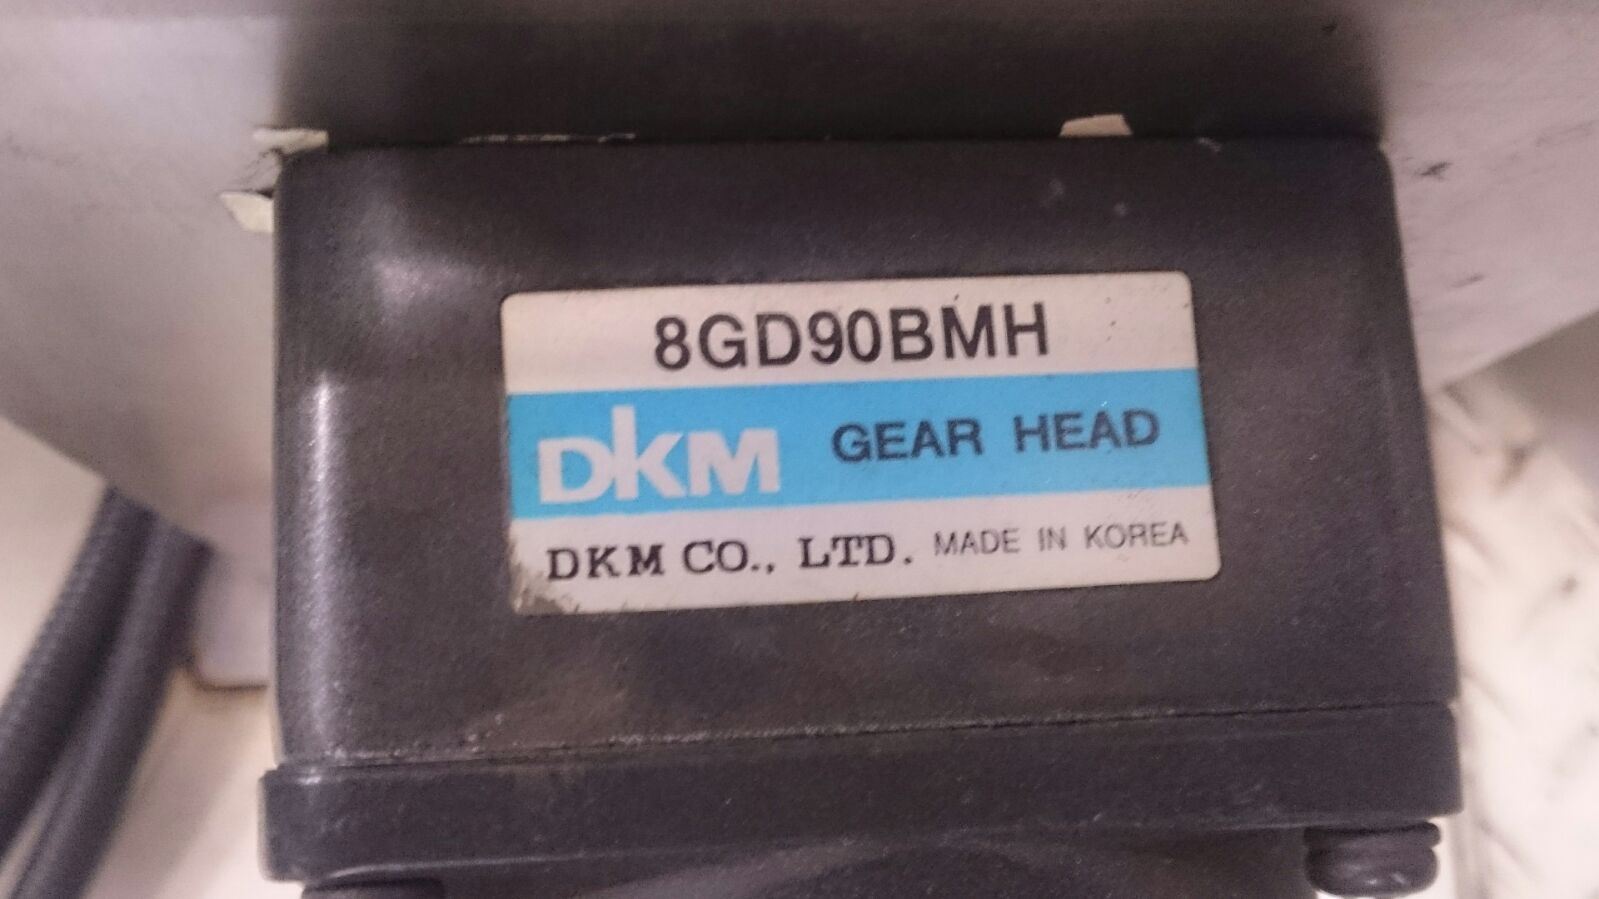 8GD90BMH
DKM GEAR HEAD
DKM CO., LTD. MADE IN KOREA